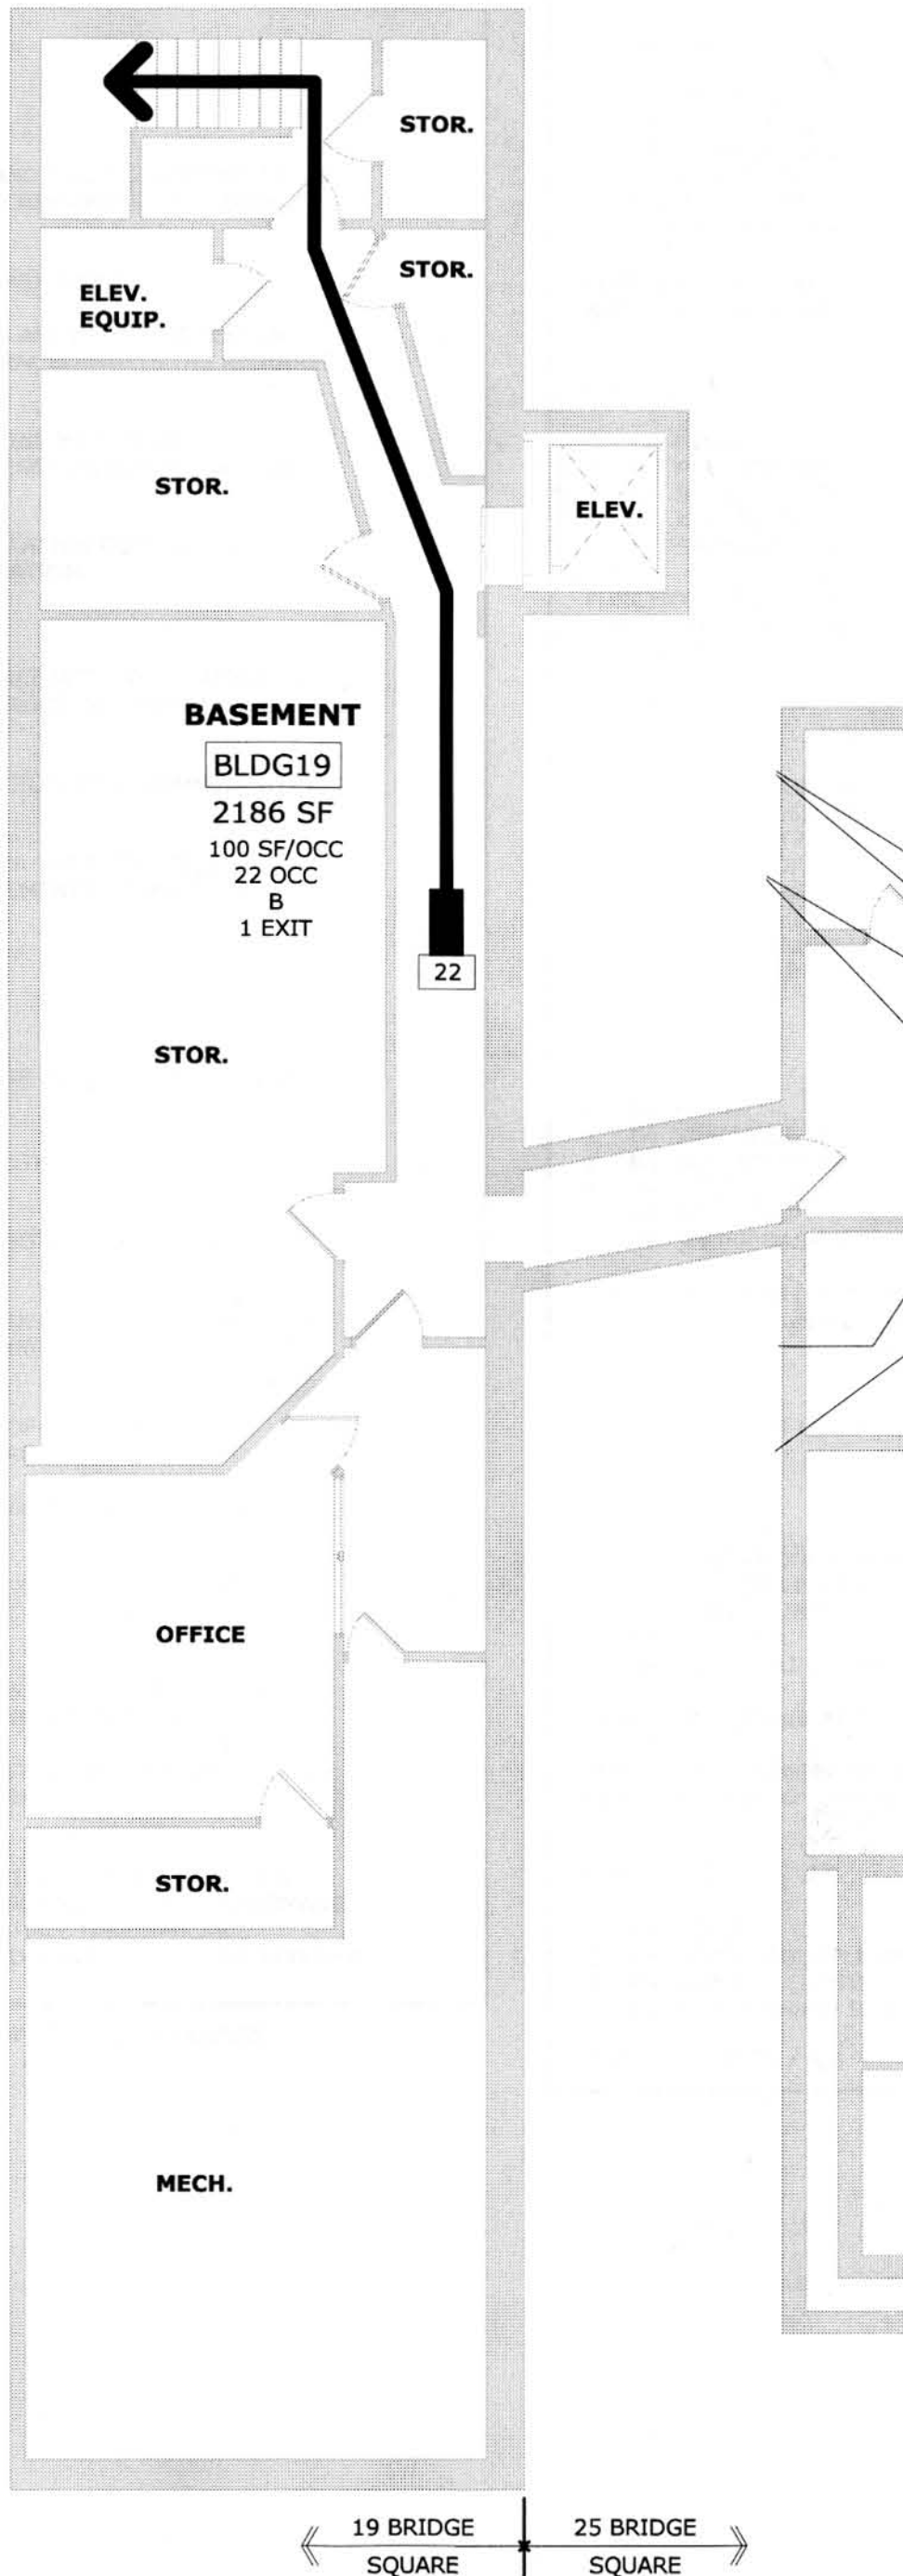 STOR.
STOR.
ELEV.
EQUIP.
STOR.
ELEV.
BASEMENT
BLDG19
2186 SF
100 SF/OCC
22 OCC
B
1 EXIT
22
STOR.
OFFICE
STOR.
MECH.
19 BRIDGE
SQUARE
25 BRIDGE
SQUARE